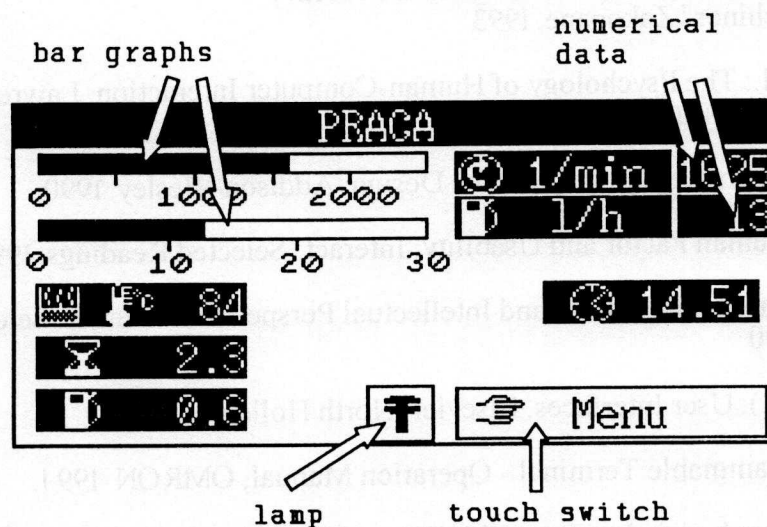 bar graphs
numerical
data
PRACA
0 1000 2000
1/min 1625
l/h 13
0 10 20 30
°C 84
14.51
2.3
0.6
Menu
lamp
touch switch